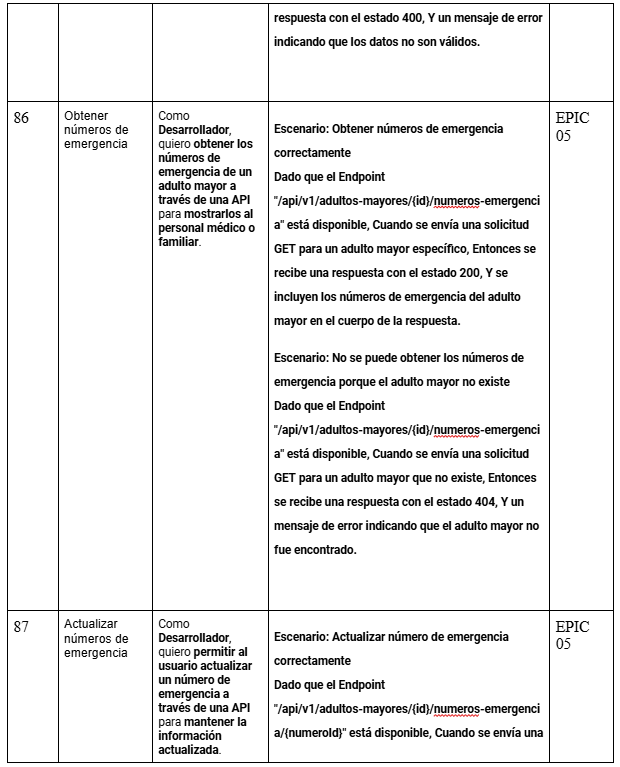 respuesta con el estado 400, Y un mensaje de error
indicando que los datos no son válidos.
86
Obtener
números de
emergencia
Como
Desarrollador,
quiero obtener los
números de
emergencia de un
adulto mayor a
través de una API
para mostrarlos al
personal médico o
familiar.
Escenario: Obtener números de emergencia
correctamente
Dado que el Endpoint
"/api/v1/adultos-mayores/{id}/numeros-emergenci
a" está disponible, Cuando se envía una solicitud
GET para un adulto mayor específico, Entonces se
recibe una respuesta con el estado 200, Y se
incluyen los números de emergencia del adulto
mayor en el cuerpo de la respuesta.
Escenario: No se puede obtener los números de
emergencia porque el adulto mayor no existe
Dado que el Endpoint
"/api/v1/adultos-mayores/{id}/numeros-emergenci
a" está disponible, Cuando se envía una solicitud
GET para un adulto mayor que no existe, Entonces
se recibe una respuesta con el estado 404, Y un
mensaje de error indicando que el adulto mayor no
fue encontrado.
EPIC
05
87
Actualizar
números de
emergencia
Como
Desarrollador,
quiero permitir al
usuario actualizar
un número de
emergencia a
través de una API
para mantener la
información
actualizada.
Escenario: Actualizar número de emergencia
correctamente
Dado que el Endpoint
"/api/v1/adultos-mayores/{id}/numeros-emergenci
a/{numeroId}" está disponible, Cuando se envía una
EPIC
05